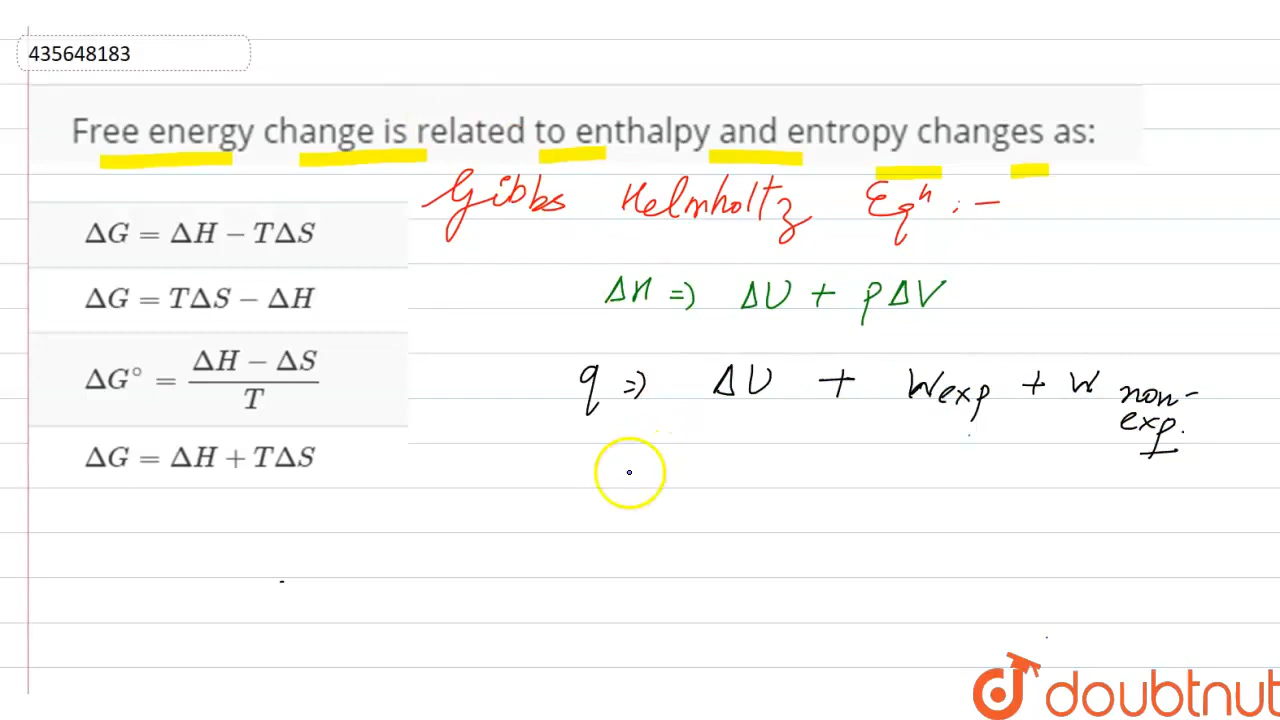 435648183
Free energy change is related to enthalpy and entropy changes as:
Gibbs Helmholtz Eqⁿ : -
ΔG = ΔH − TΔS
ΔH => ΔU + PΔV
ΔG = TΔS − ΔH
ΔG° = (ΔH − ΔS) / T
q => ΔU + Wexp + W non-exp.
ΔG = ΔH + TΔS
doubtnut